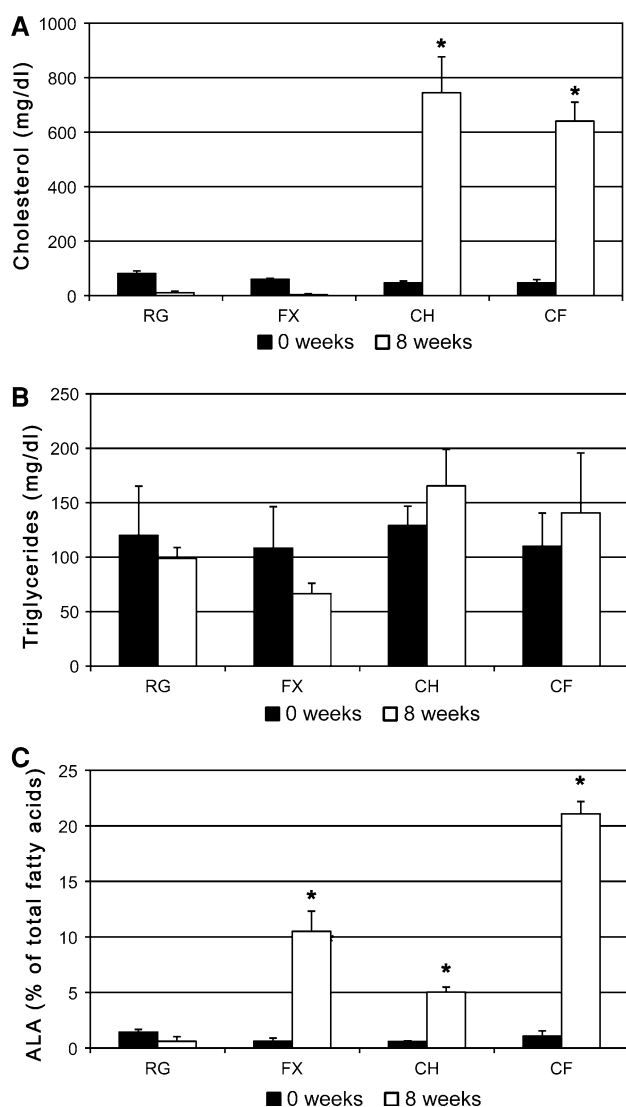 A
Cholesterol (mg/dl)
1000
800
600
400
200
0
*
*
RG FX CH CF
0 weeks 8 weeks
B
Triglycerides (mg/dl)
250
200
150
100
50
0
RG FX CH CF
0 weeks 8 weeks
C
ALA (% of total fatty acids)
25
20
15
10
5
0
*
*
*
RG FX CH CF
0 weeks 8 weeks